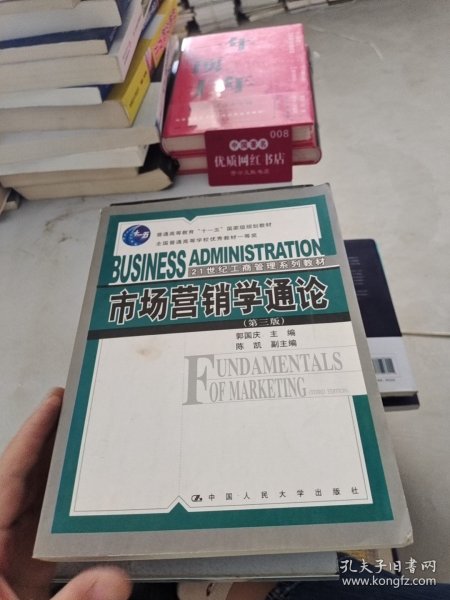 008
中国著名
优质网红书店
普通高等教育“十一五”国家级规划教材
全国普通高等学校优秀教材一等奖
BUSINESS ADMINISTRATION
21世纪工商管理系列教材
市场营销学通论
(第三版)
郭国庆 主 编
陈 凯 副主编
FUNDAMENTALS
OF MARKETING (THIRD EDITION)
中国人民大学出版社
孔夫子旧书网
www.kongfz.com